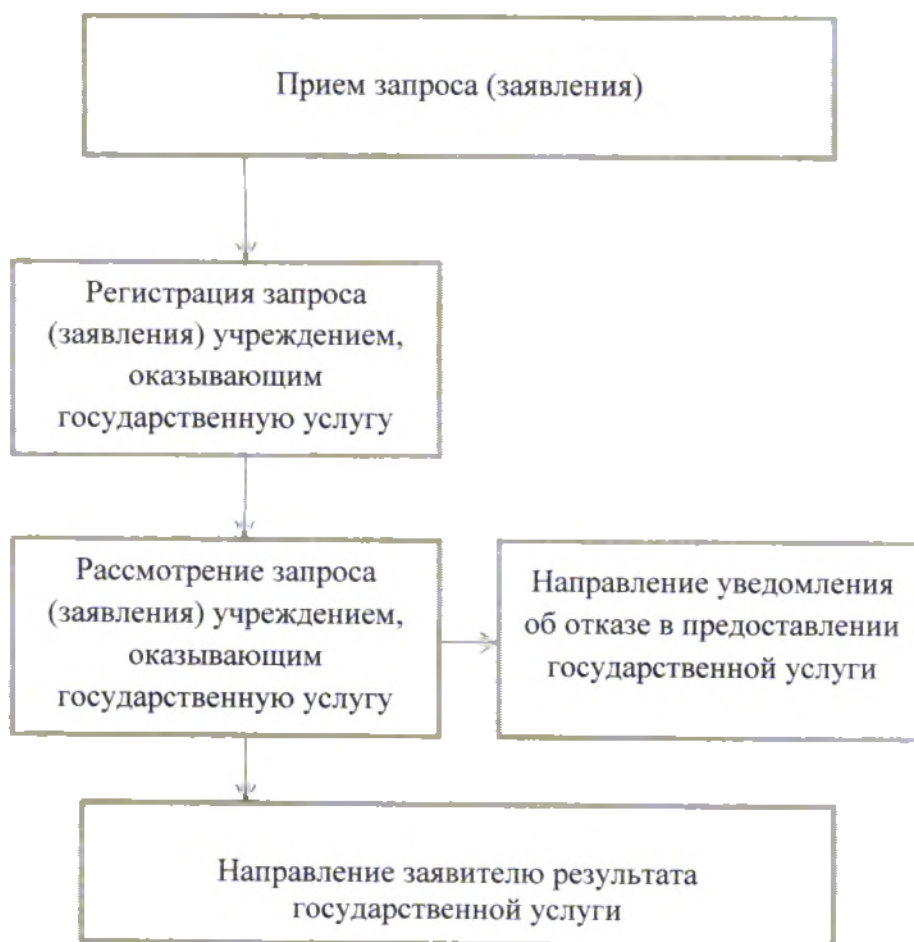 Прием запроса (заявления)
Регистрация запроса
(заявления) учреждением,
оказывающим
государственную услугу
Рассмотрение запроса
(заявления) учреждением,
оказывающим
государственную услугу
Направление уведомления
об отказе в предоставлении
государственной услуги
Направление заявителю результата
государственной услуги